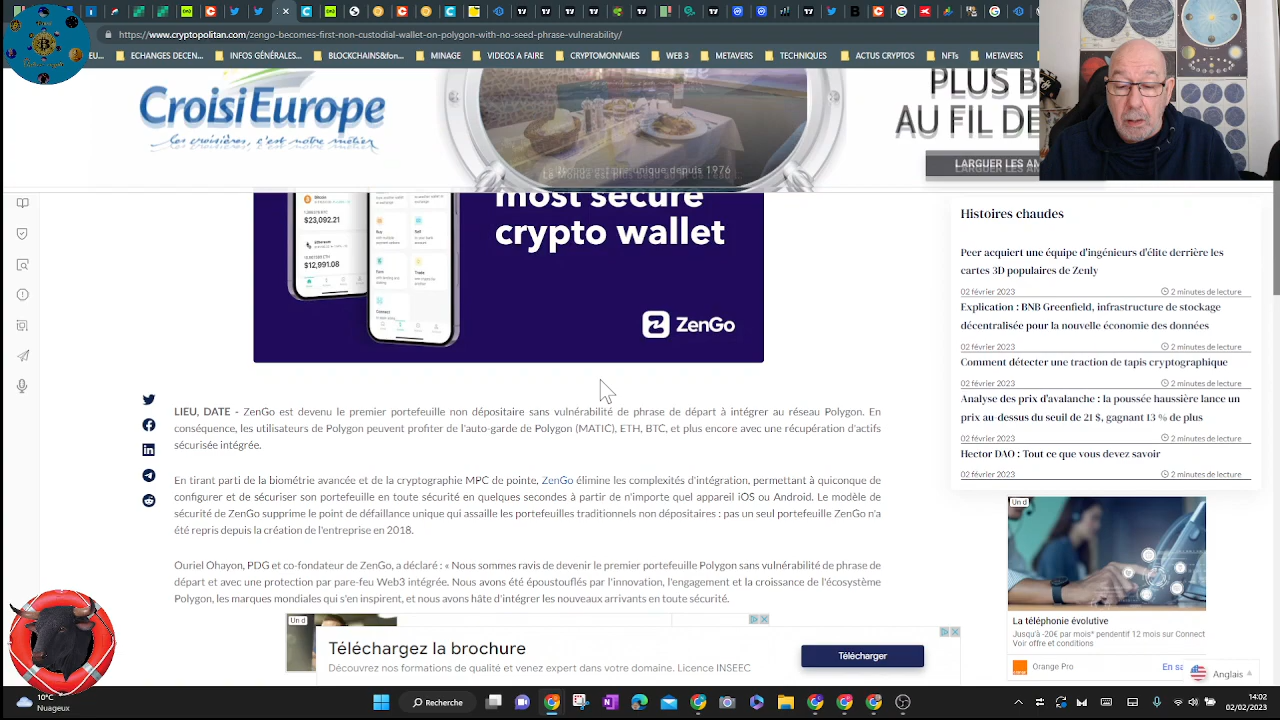 https://www.cryptopolitan.com/zengo-becomes-first-non-custodial-wallet-on-polygon-with-no-seed-phrase-vulnerability/
EU...
ECHANGES DECEN...
INFOS GÉNÉRALES...
BLOCKCHAINS&fon...
MINAGE
VIDEOS A FAIRE
CRYPTOMONNAIES
WEB 3
METAVERSE
TECHNIQUES
ACTUS CRYPTOS
NFTs
METAVERS
CroisiEurope
Les croisières, c'est notre métier
unique depuis 1976
PLUS B
AU FIL DE
LARGUER LES AM
most secure
crypto wallet
Bitcoin
$23,092.21
Ethereum
$12,991.08
Buy
Sell
Earn
Trade
Connect
ZenGo
LIEU, DATE - ZenGo est devenu le premier portefeuille non dépositaire sans vulnérabilité de phrase de départ à intégrer au réseau Polygon. En
conséquence, les utilisateurs de Polygon peuvent profiter de l'auto-garde de Polygon (MATIC), ETH, BTC, et plus encore avec une récupération d'actifs
sécurisée intégrée.
En tirant parti de la biométrie avancée et de la cryptographie MPC de pointe, ZenGo élimine les complexités d'intégration, permettant à quiconque de
configurer et de sécuriser son portefeuille en toute sécurité en quelques secondes à partir de n'importe quel appareil iOS ou Android. Le modèle de
sécurité de ZenGo supprime le point de défaillance unique qui assaille les portefeuilles traditionnels non dépositaires : pas un seul portefeuille ZenGo n'a
été repris depuis la création de l'entreprise en 2018.
Ouriel Ohayon, PDG et co-fondateur de ZenGo, a déclaré : « Nous sommes ravis de devenir le premier portefeuille Polygon sans vulnérabilité de phrase de
départ et avec une protection par pare-feu Web3 intégrée. Nous avons été époustouflés par l'innovation, l'engagement et la croissance de l'écosystème
Polygon, les marques mondiales qui s'en inspirent, et nous avons hâte d'intégrer les nouveaux arrivants en toute sécurité.
Un d
Téléchargez la brochure
Découvrez nos formations de qualité et venez expert dans votre domaine. Licence INSEEC
Télécharger
Histoires chaudes
Peer acquiert une équipe d'ingénieurs d'élite derrière les
cartes 3D populaires de Zenly
02 février 2023
2 minutes de lecture
Explication : BNB Greenfield, infrastructure de stockage
décentralisée pour la nouvelle économie des données
02 février 2023
2 minutes de lecture
Comment détecter une traction de tapis cryptographique
02 février 2023
2 minutes de lecture
Analyse des prix d'avalanche : la poussée haussière lance un
prix au-dessus du seuil de 21 $, gagnant 13 % de plus
02 février 2023
2 minutes de lecture
Hector DAO : Tout ce que vous devez savoir
02 février 2023
2 minutes de lecture
Un d
La téléphonie évolutive
Jusqu'à -20€ par mois* pendentif 12 mois sur Connect
Voir offre et conditions
Orange Pro
En sa
Anglais
10°C
Nuageux
Recherche
14:02
02/02